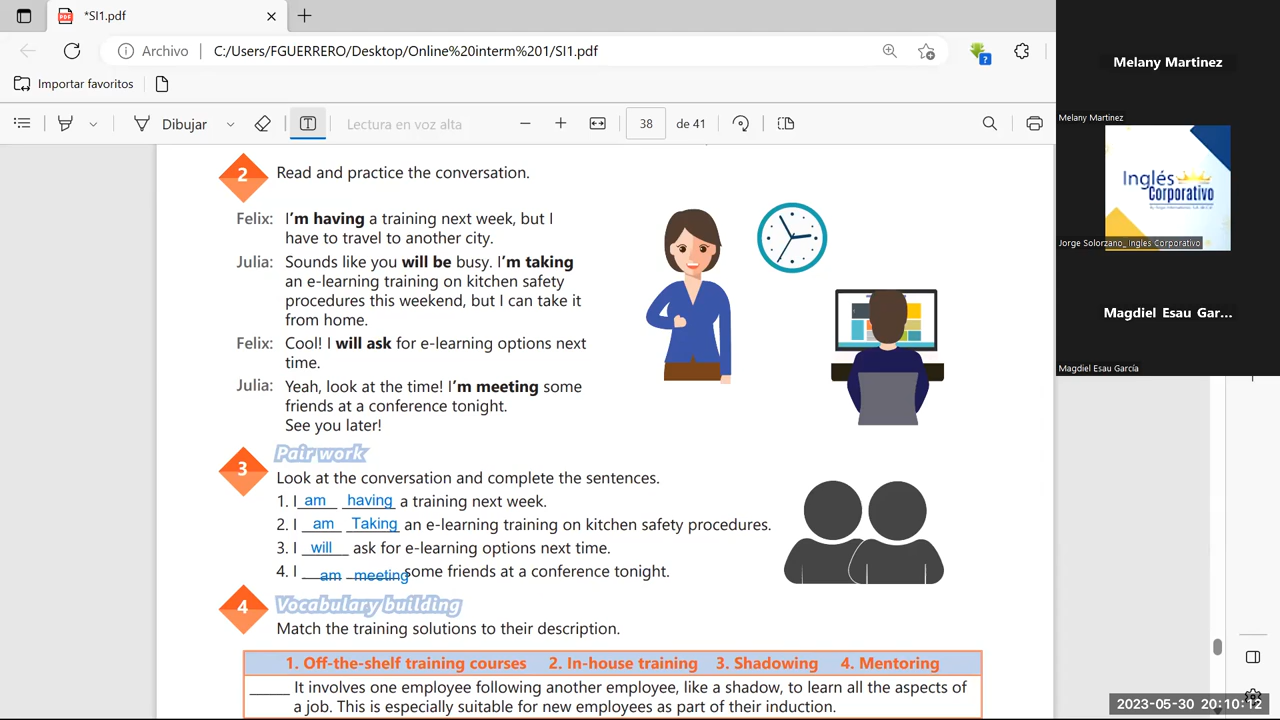 *SI1.pdf
Archivo C:/Users/FGUERRERO/Desktop/Online%20interm%201/SI1.pdf
Importar favoritos
Dibujar Lectura en voz alta 38 de 41
2 Read and practice the conversation.
Felix: I'm having a training next week, but I
have to travel to another city.
Julia: Sounds like you will be busy. I'm taking
an e-learning training on kitchen safety
procedures this weekend, but I can take it
from home.
Felix: Cool! I will ask for e-learning options next
time.
Julia: Yeah, look at the time! I'm meeting some
friends at a conference tonight.
See you later!
3 Pair work
Look at the conversation and complete the sentences.
1. I am having a training next week.
2. I am Taking an e-learning training on kitchen safety procedures.
3. I will ask for e-learning options next time.
4. I am meeting some friends at a conference tonight.
4 Vocabulary building
Match the training solutions to their description.
1. Off-the-shelf training courses 2. In-house training 3. Shadowing 4. Mentoring
_____ It involves one employee following another employee, like a shadow, to learn all the aspects of
a job. This is especially suitable for new employees as part of their induction.
Melany Martinez
Melany Martinez
Inglés
Corporativo
Jorge Solorzano_ Ingles Corporativo
Magdiel Esau Gar...
Magdiel Esau García
2023-05-30 20:10:12